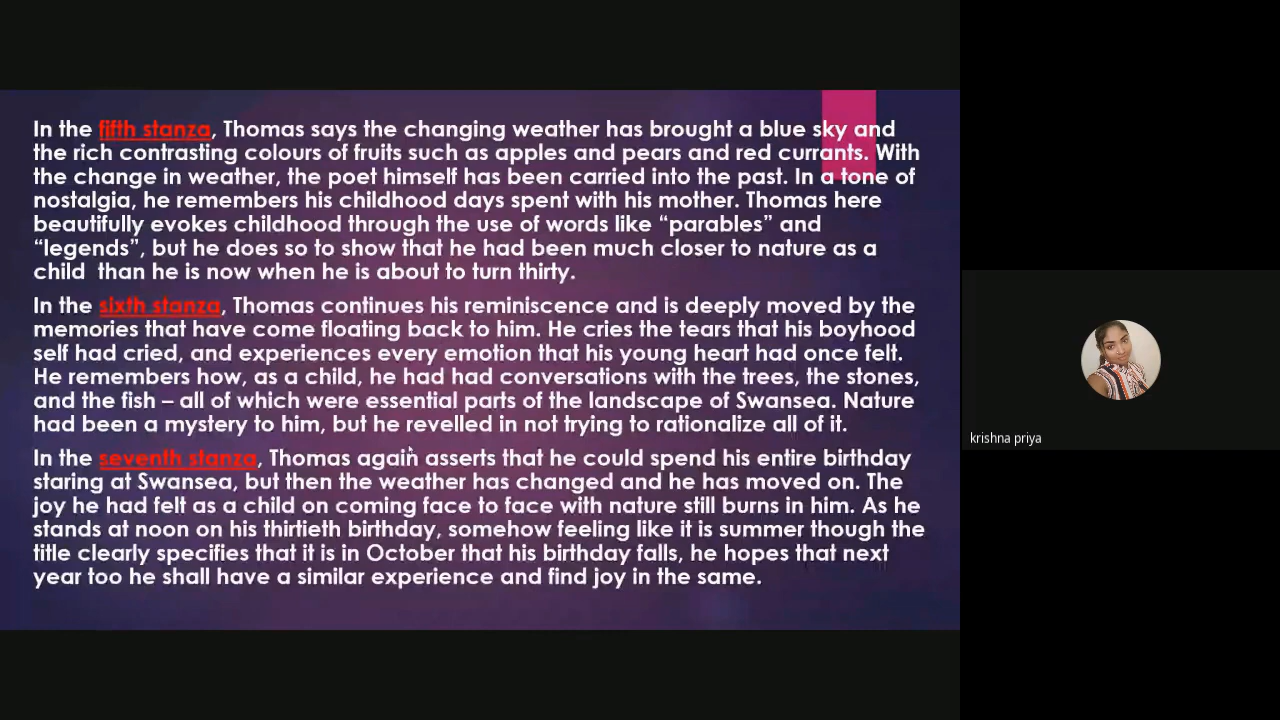 In the fifth stanza, Thomas says the changing weather has brought a blue sky and
the rich contrasting colours of fruits such as apples and pears and red currants. With
the change in weather, the poet himself has been carried into the past. In a tone of
nostalgia, he remembers his childhood days spent with his mother. Thomas here
beautifully evokes childhood through the use of words like “parables” and
“legends”, but he does so to show that he had been much closer to nature as a
child  than he is now when he is about to turn thirty.
In the sixth stanza, Thomas continues his reminiscence and is deeply moved by the
memories that have come floating back to him. He cries the tears that his boyhood
self had cried, and experiences every emotion that his young heart had once felt.
He remembers how, as a child, he had had conversations with the trees, the stones,
and the fish – all of which were essential parts of the landscape of Swansea. Nature
had been a mystery to him, but he revelled in not trying to rationalize all of it.
In the seventh stanza, Thomas again asserts that he could spend his entire birthday
staring at Swansea, but then the weather has changed and he has moved on. The
joy he had felt as a child on coming face to face with nature still burns in him. As he
stands at noon on his thirtieth birthday, somehow feeling like it is summer though the
title clearly specifies that it is in October that his birthday falls, he hopes that next
year too he shall have a similar experience and find joy in the same.
krishna priya